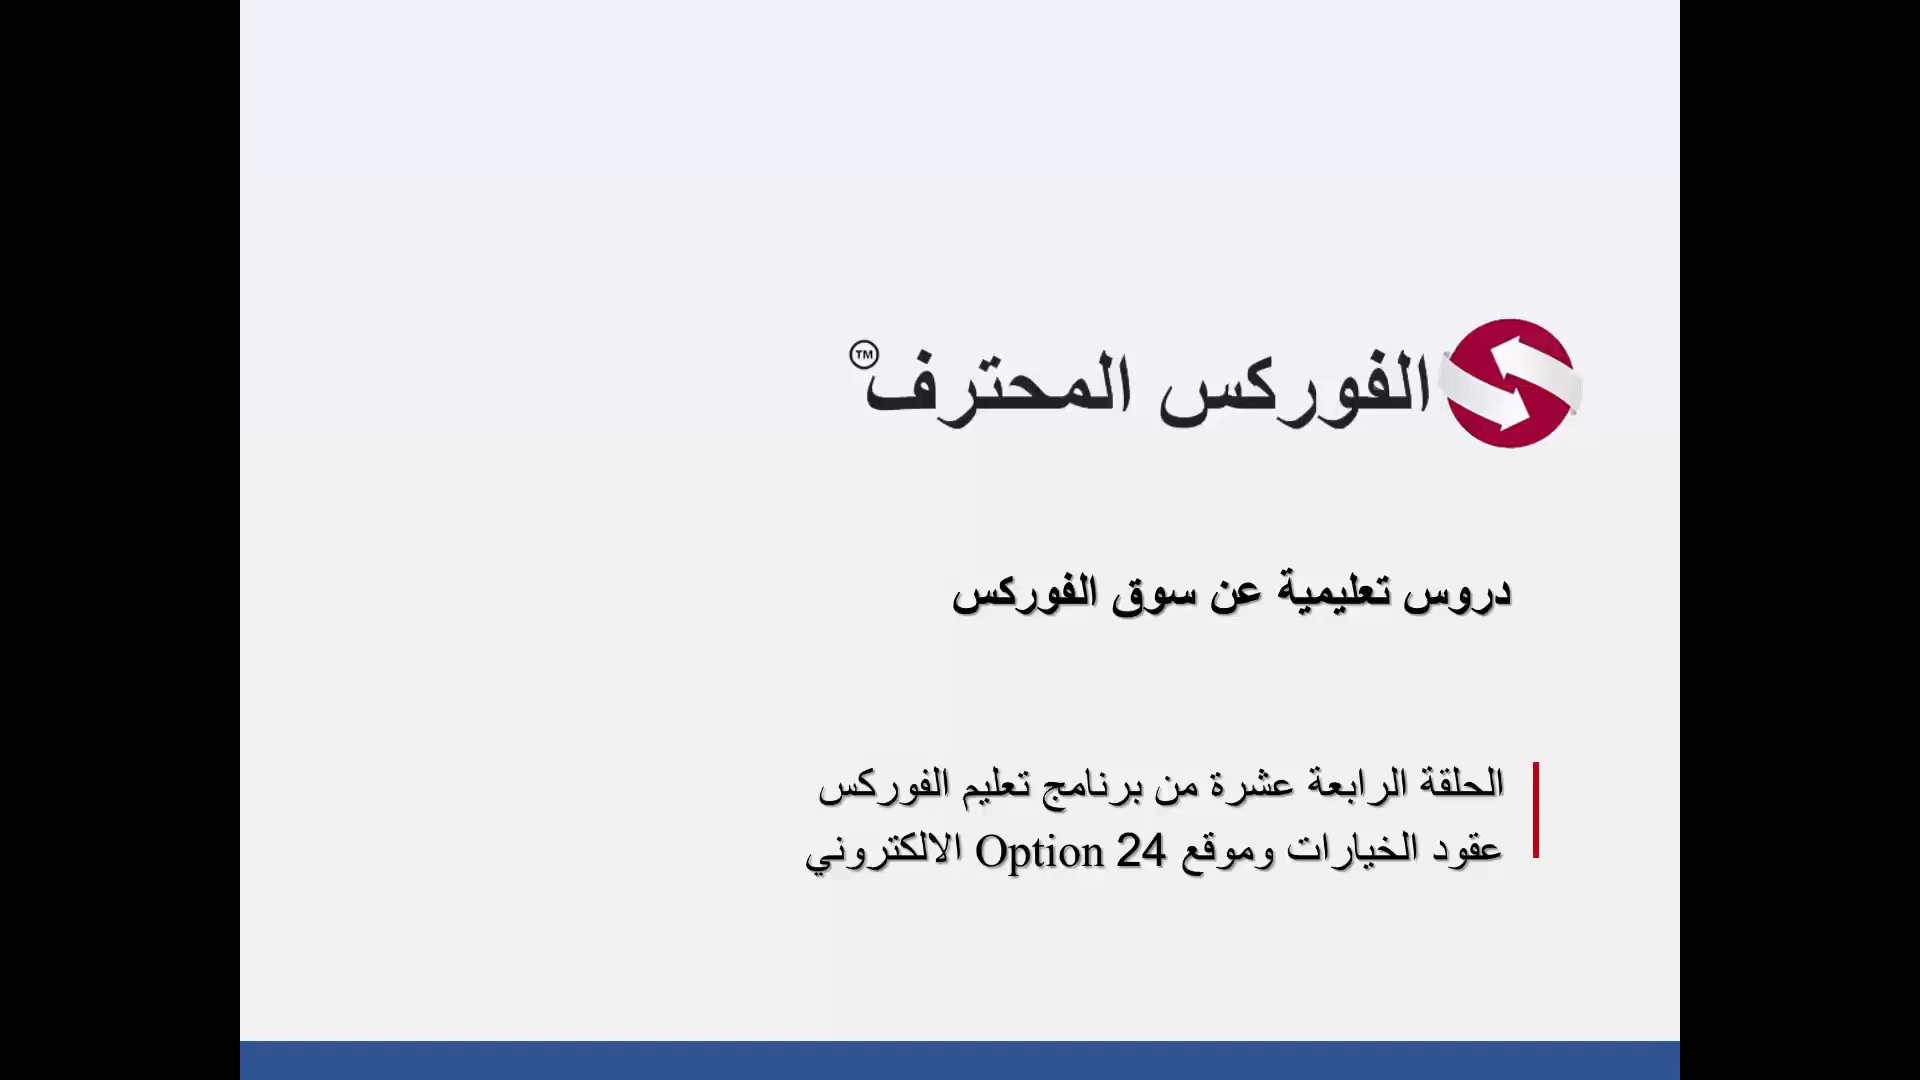 الفوركس المحترف TM
دروس تعليمية عن سوق الفوركس
الحلقة الرابعة عشرة من برنامج تعليم الفوركس
عقود الخيارات وموقع 24 Option الالكتروني